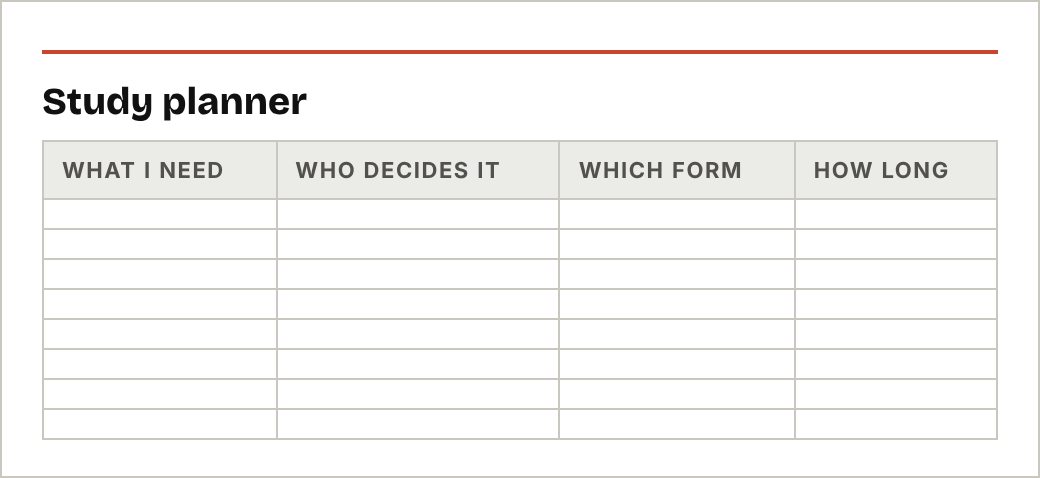 Study planner
WHAT I NEED WHO DECIDES IT WHICH FORM HOW LONG